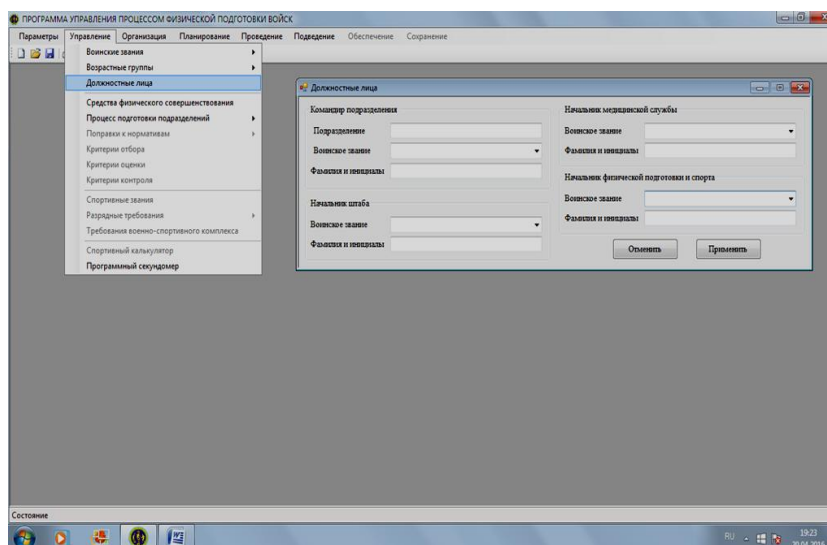 ПРОГРАММА УПРАВЛЕНИЯ ПРОЦЕССОМ ФИЗИЧЕСКОЙ ПОДГОТОВКИ ВОЙСК
Параметры Управление Организация Планирование Проведение Подведение Обеспечение Сохранение
Воинские звания
Возрастные группы
Должностные лица
Средства физического совершенствования
Процесс подготовки подразделений
Поправки к нормативам
Критерии отбора
Критерии оценки
Критерии контроля
Спортивные звания
Разрядные требования
Требования военно-спортивного комплекса
Спортивный калькулятор
Программный секундомер
Должностные лица
Командир подразделения
Подразделение
Воинское звание
Фамилия и инициалы
Начальник штаба
Воинское звание
Фамилия и инициалы
Начальник медицинской службы
Воинское звание
Фамилия и инициалы
Начальник физической подготовки и спорта
Воинское звание
Фамилия и инициалы
Отменить Применить
Состояние
RU 19:23
20.04.2016